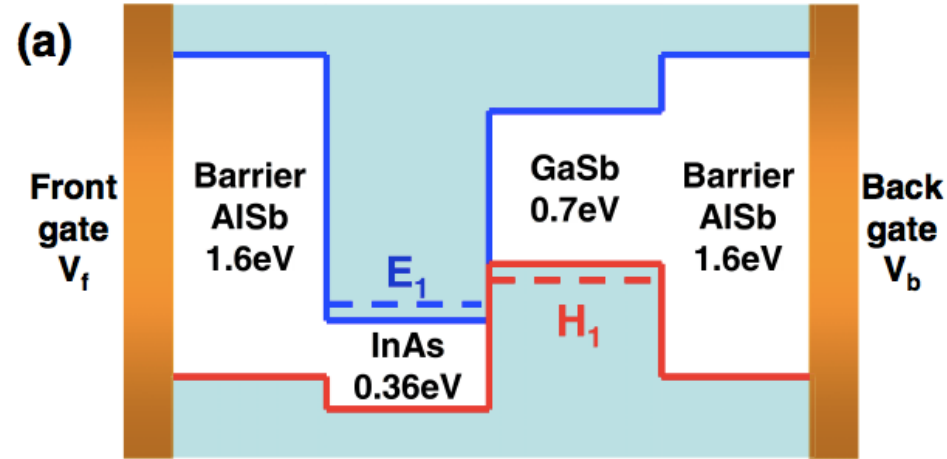 (a)
Front
gate
Vf
Barrier
AlSb
1.6eV
E1
InAs
0.36eV
GaSb
0.7eV
H1
Barrier
AlSb
1.6eV
Back
gate
Vb